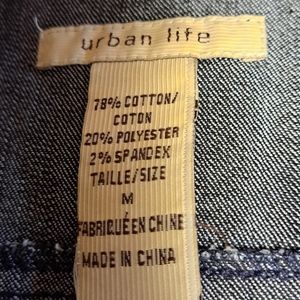 urban life
78% COTTON/
COTON
20% POLYESTER
2% SPANDEX
TAILLE/SIZE
M
FABRIQUÉ EN CHINE
MADE IN CHINA